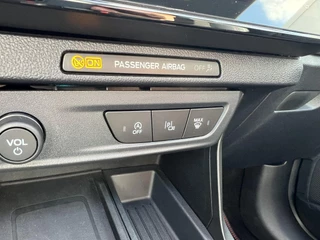 ON PASSENGER AIRBAG OFF
VOL OFF MAX